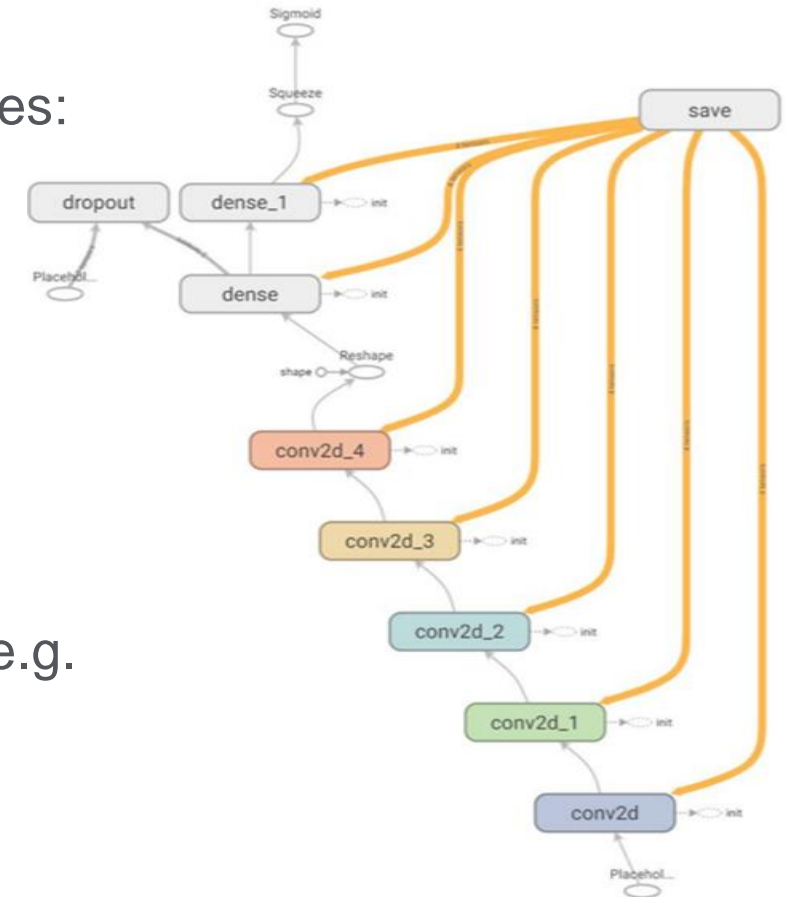 Sigmoid
Squeeze
es:
save
dropout
dense_1
init
Placehol...
dense
init
Reshape
shape
conv2d_4
init
conv2d_3
init
e.g.
conv2d_2
init
conv2d_1
init
conv2d
init
Placehol...